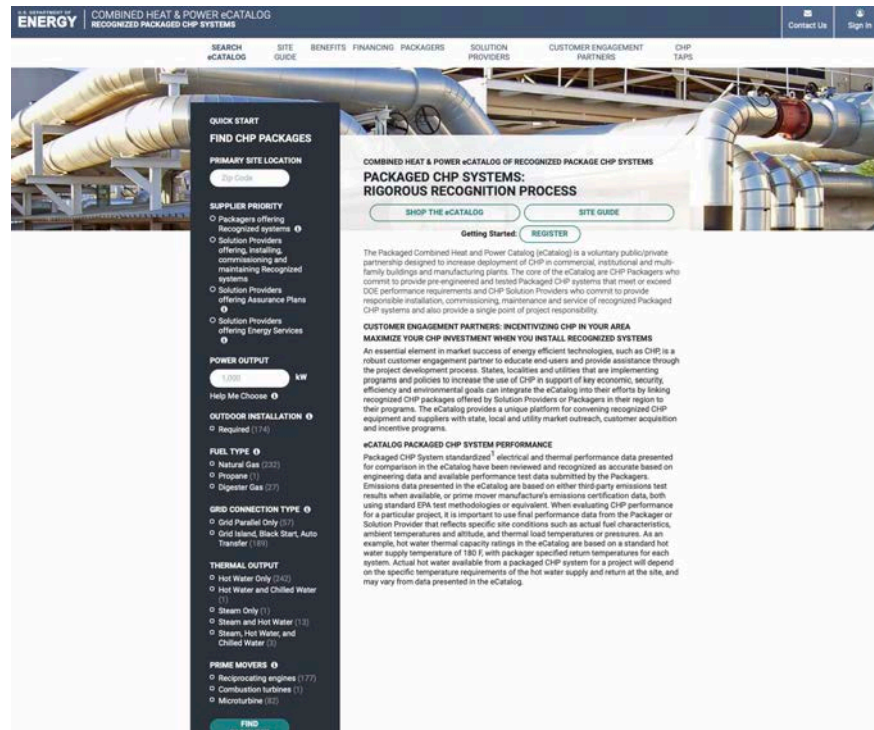 U.S. DEPARTMENT OF
ENERGY
COMBINED HEAT & POWER eCATALOG
RECOGNIZED PACKAGED CHP SYSTEMS
Contact Us
Sign In
SEARCH eCATALOG
SITE GUIDE
BENEFITS
FINANCING
PACKAGERS
SOLUTION PROVIDERS
CUSTOMER ENGAGEMENT PARTNERS
CHP TAPS
QUICK START
FIND CHP PACKAGES
PRIMARY SITE LOCATION
Zip Code
SUPPLIER PRIORITY
Packagers offering
Recognized systems
Solution Providers
offering, installing,
commissioning and
maintaining Recognized
systems
Solution Providers
offering Assurance Plans
Solution Providers
offering Energy Services
POWER OUTPUT
1,000 kW
Help Me Choose
OUTDOOR INSTALLATION
Required (174)
FUEL TYPE
Natural Gas (232)
Propane (1)
Digester Gas (27)
GRID CONNECTION TYPE
Grid Parallel Only (57)
Grid Island, Black Start, Auto
Transfer (189)
THERMAL OUTPUT
Hot Water Only (242)
Hot Water and Chilled Water
(1)
Steam Only (1)
Steam and Hot Water (13)
Steam, Hot Water, and
Chilled Water (3)
PRIME MOVERS
Reciprocating engines (177)
Combustion turbines (1)
Microturbine (82)
FIND
COMBINED HEAT & POWER eCATALOG OF RECOGNIZED PACKAGE CHP SYSTEMS
PACKAGED CHP SYSTEMS:
RIGOROUS RECOGNITION PROCESS
SHOP THE eCATALOG
SITE GUIDE
Getting Started: REGISTER
The Packaged Combined Heat and Power Catalog (eCatalog) is a voluntary public/private
partnership designed to increase deployment of CHP in commercial, institutional and multi-
family buildings and manufacturing plants. The core of the eCatalog are CHP Packagers who
commit to provide pre-engineered and tested Packaged CHP systems that meet or exceed
DOE performance requirements and CHP Solution Providers who commit to provide
responsible installation, commissioning, maintenance and service of recognized Packaged
CHP systems and also provide a single point of project responsibility.
CUSTOMER ENGAGEMENT PARTNERS: INCENTIVIZING CHP IN YOUR AREA
MAXIMIZE YOUR CHP INVESTMENT WHEN YOU INSTALL RECOGNIZED SYSTEMS
An essential element in market success of energy efficient technologies, such as CHP, is a
robust customer engagement partner to educate end-users and provide assistance through
the project development process. States, localities and utilities that are implementing
programs and policies to increase the use of CHP in support of key economic, security,
efficiency and environmental goals can integrate the eCatalog into their efforts by linking
recognized CHP packages offered by Solution Providers or Packagers in their region to
their programs. The eCatalog provides a unique platform for convening recognized CHP
equipment and suppliers with state, local and utility market outreach, customer acquisition
and incentive programs.
eCATALOG PACKAGED CHP SYSTEM PERFORMANCE
Packaged CHP System standardized1 electrical and thermal performance data presented
for comparison in the eCatalog have been reviewed and recognized as accurate based on
engineering data and available performance test data submitted by the Packagers.
Emissions data presented in the eCatalog are based on either third-party emissions test
results when available, or prime mover manufacture's emissions certification data, both
using standard EPA test methodologies or equivalent. When evaluating CHP performance
for a particular project, it is important to use final performance data from the Packager or
Solution Provider that reflects specific site conditions such as actual fuel characteristics,
ambient temperatures and altitude, and thermal load temperatures or pressures. As an
example, hot water thermal capacity ratings in the eCatalog are based on a standard hot
water supply temperature of 180 F, with packager specified return temperatures for each
system. Actual hot water available from a packaged CHP system for a project will depend
on the specific temperature requirements of the hot water supply and return at the site, and
may vary from data presented in the eCatalog.